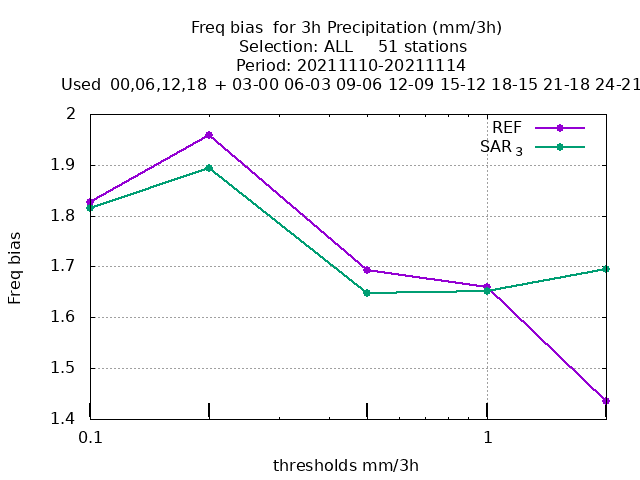 Freq bias  for 3h Precipitation (mm/3h)
Selection: ALL     51 stations
Period: 20211110-20211114
Used  00,06,12,18  + 03-00 06-03 09-06 12-09 15-12 18-15 21-18 24-21
2
1.9
1.8
1.7
1.6
1.5
1.4
0.1
1
REF
SAR 3
Freq bias
thresholds mm/3h